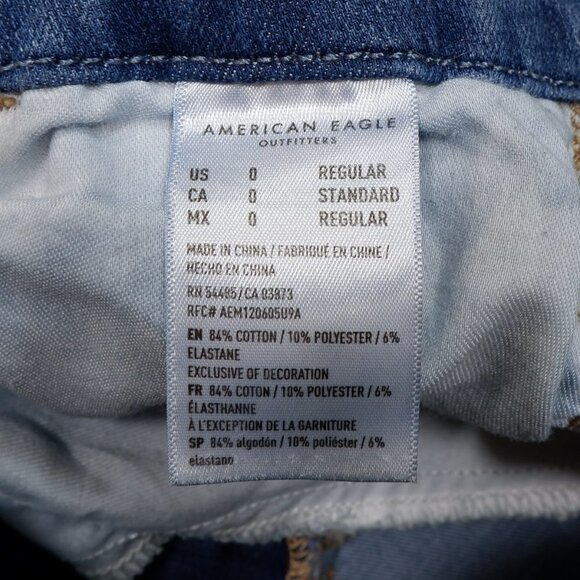 AMERICAN EAGLE
OUTFITTERS
US 0 REGULAR
CA 0 STANDARD
MX 0 REGULAR
MADE IN CHINA / FABRIQUÉ EN CHINE /
HECHO EN CHINA
RN 54485/CA 03873
RFC# AEM120605U9A
EN 84% COTTON / 10% POLYESTER / 6%
ELASTANE
EXCLUSIVE OF DECORATION
FR 84% COTON / 10% POLYESTER / 6%
ÉLASTHANNE
À L'EXCEPTION DE LA GARNITURE
SP 84% algodón / 10% poliéster / 6%
elastano